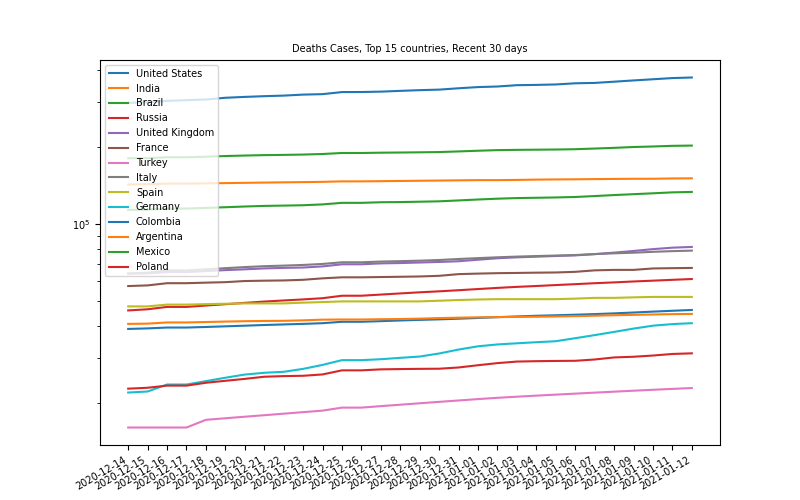 Deaths Cases, Top 15 countries, Recent 30 days
United States
India
Brazil
Russia
United Kingdom
France
Turkey
Italy
Spain
Germany
Colombia
Argentina
Mexico
Poland
10⁵
2020-12-14
2020-12-15
2020-12-16
2020-12-17
2020-12-18
2020-12-19
2020-12-20
2020-12-21
2020-12-22
2020-12-23
2020-12-24
2020-12-25
2020-12-26
2020-12-27
2020-12-28
2020-12-29
2020-12-30
2020-12-31
2021-01-01
2021-01-02
2021-01-03
2021-01-04
2021-01-05
2021-01-06
2021-01-07
2021-01-08
2021-01-09
2021-01-10
2021-01-11
2021-01-12